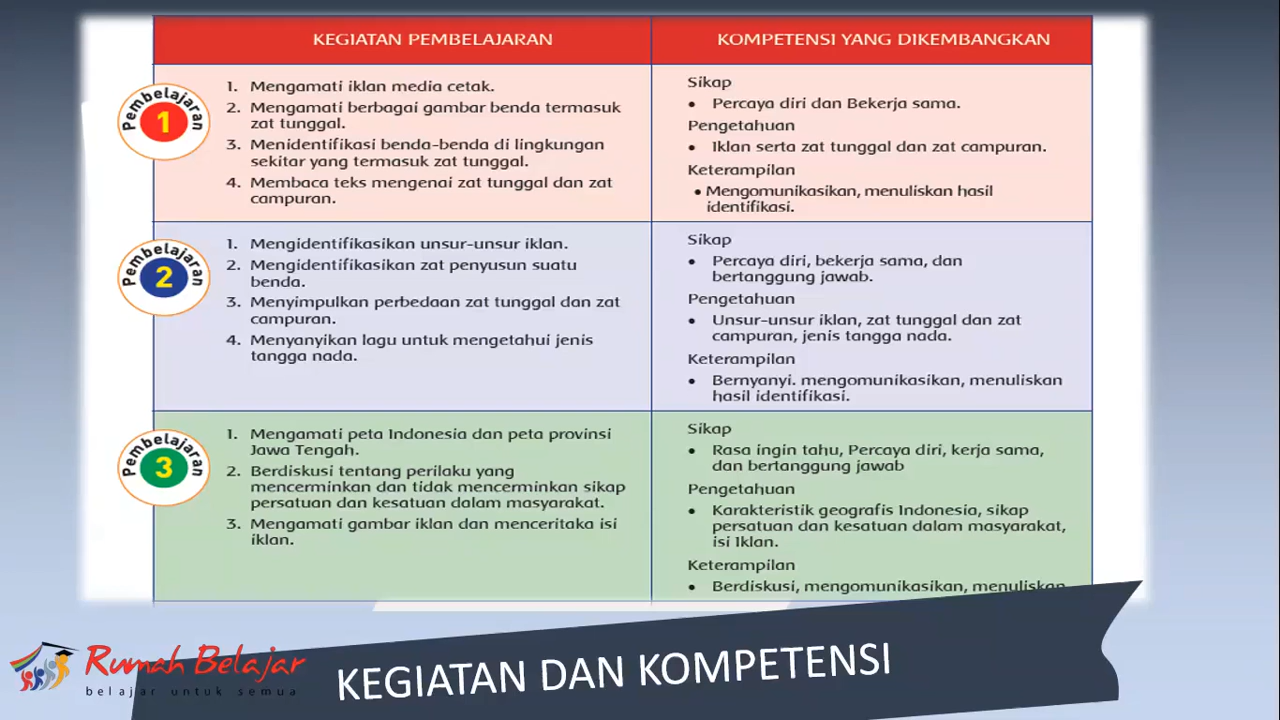 KEGIATAN PEMBELAJARAN
KOMPETENSI YANG DIKEMBANGKAN
Pembelajaran
1
1. Mengamati iklan media cetak.
2. Mengamati berbagai gambar benda termasuk
zat tunggal.
3. Menidentifikasi benda-benda di lingkungan
sekitar yang termasuk zat tunggal.
4. Membaca teks mengenai zat tunggal dan zat
campuran.
Sikap
• Percaya diri dan Bekerja sama.
Pengetahuan
• Iklan serta zat tunggal dan zat campuran.
Keterampilan
• Mengomunikasikan, menuliskan hasil
identifikasi.
Pembelajaran
2
1. Mengidentifikasikan unsur-unsur iklan.
2. Mengidentifikasikan zat penyusun suatu
benda.
3. Menyimpulkan perbedaan zat tunggal dan zat
campuran.
4. Menyanyikan lagu untuk mengetahui jenis
tangga nada.
Sikap
• Percaya diri, bekerja sama, dan
bertanggung jawab.
Pengetahuan
• Unsur-unsur iklan, zat tunggal dan zat
campuran, jenis tangga nada.
Keterampilan
• Bernyanyi. mengomunikasikan, menuliskan
hasil identifikasi.
Pembelajaran
3
1. Mengamati peta Indonesia dan peta provinsi
Jawa Tengah.
2. Berdiskusi tentang perilaku yang
mencerminkan dan tidak mencerminkan sikap
persatuan dan kesatuan dalam masyarakat.
3. Mengamati gambar iklan dan menceritaka isi
iklan.
Sikap
• Rasa ingin tahu, Percaya diri, kerja sama,
dan bertanggung jawab
Pengetahuan
• Karakteristik geografis Indonesia, sikap
persatuan dan kesatuan dalam masyarakat,
isi Iklan.
Keterampilan
• Berdiskusi, mengomunikasikan, menuliskan
Rumah Belajar
belajar untuk semua
KEGIATAN DAN KOMPETENSI